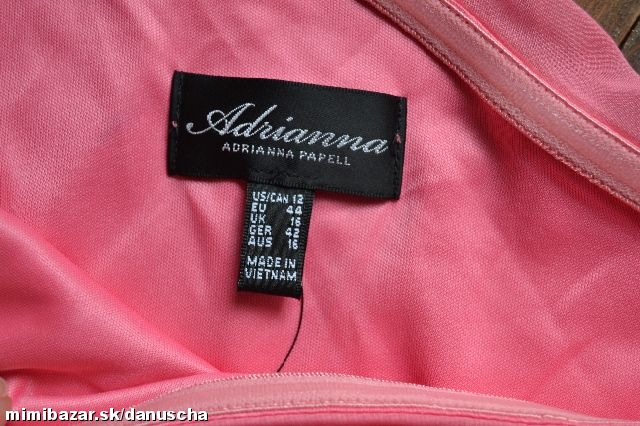 Adrianna
ADRIANNA PAPELL
US/CAN 12
EU 44
UK 16
GER 42
AUS 16
MADE IN
VIETNAM
mimibazar.sk/danuscha